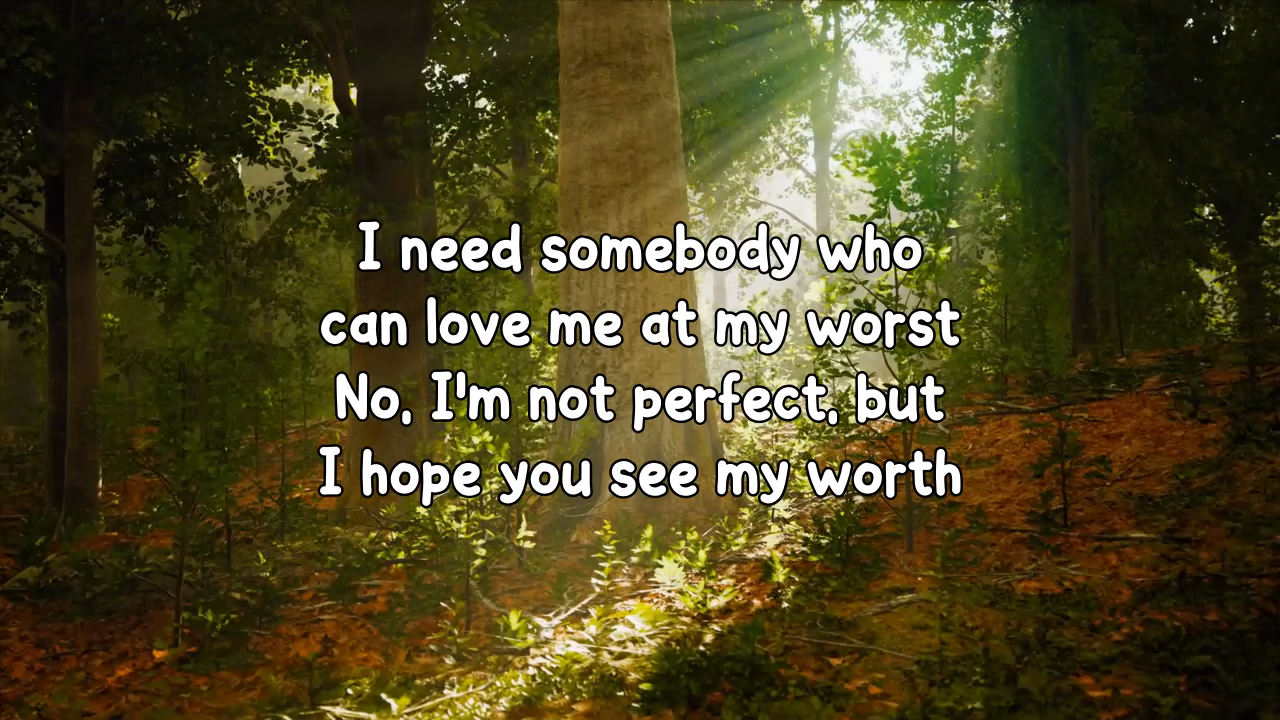 I need somebody who
can love me at my worst
No, I'm not perfect, but
I hope you see my worth